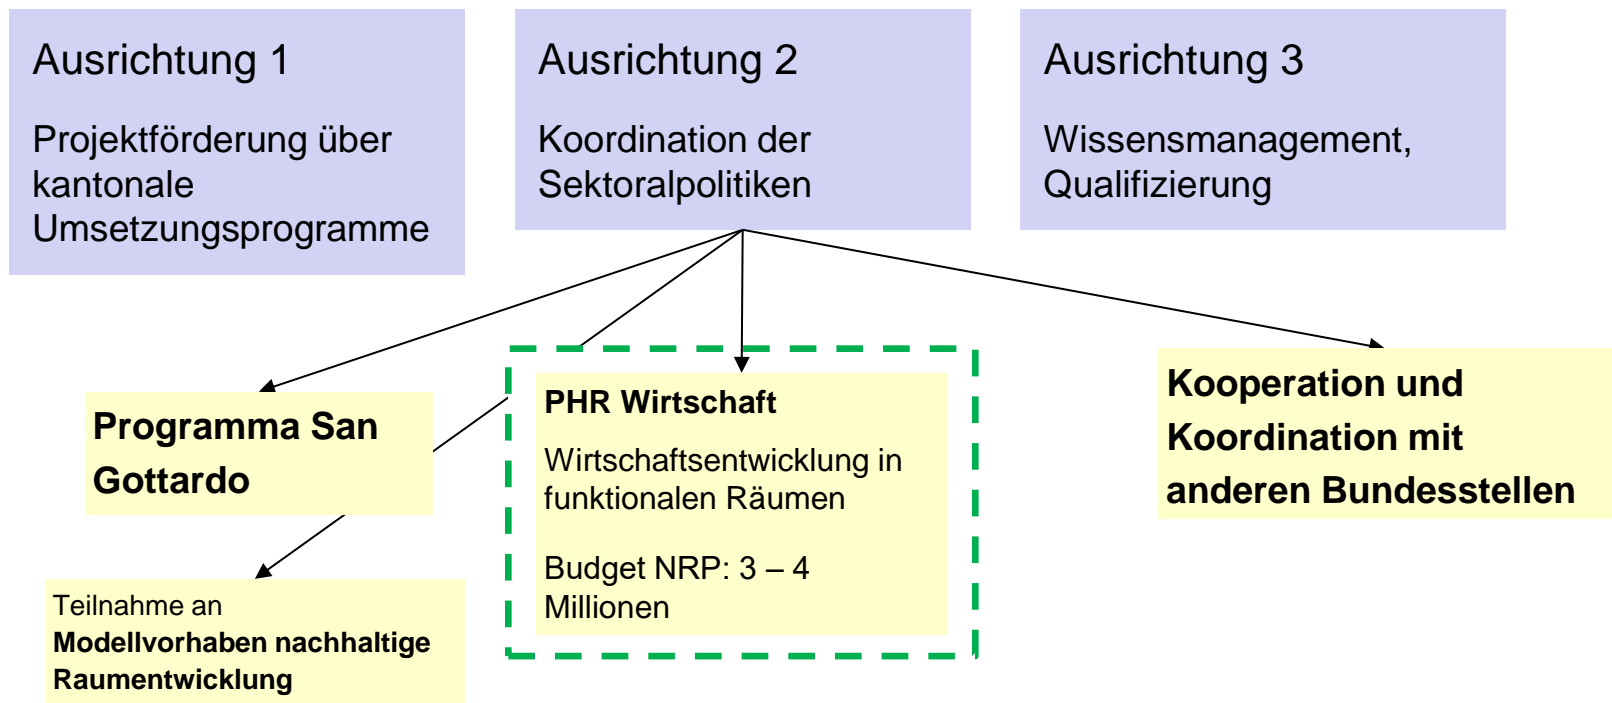 Ausrichtung 1
Projektförderung über
kantonale
Umsetzungsprogramme
Ausrichtung 2
Koordination der
Sektoralpolitiken
Ausrichtung 3
Wissensmanagement,
Qualifizierung
Programma San
Gottardo
Teilnahme an
Modellvorhaben nachhaltige
Raumentwicklung
PHR Wirtschaft
Wirtschaftsentwicklung in
funktionalen Räumen
Budget NRP: 3 – 4
Millionen
Kooperation und
Koordination mit
anderen Bundesstellen